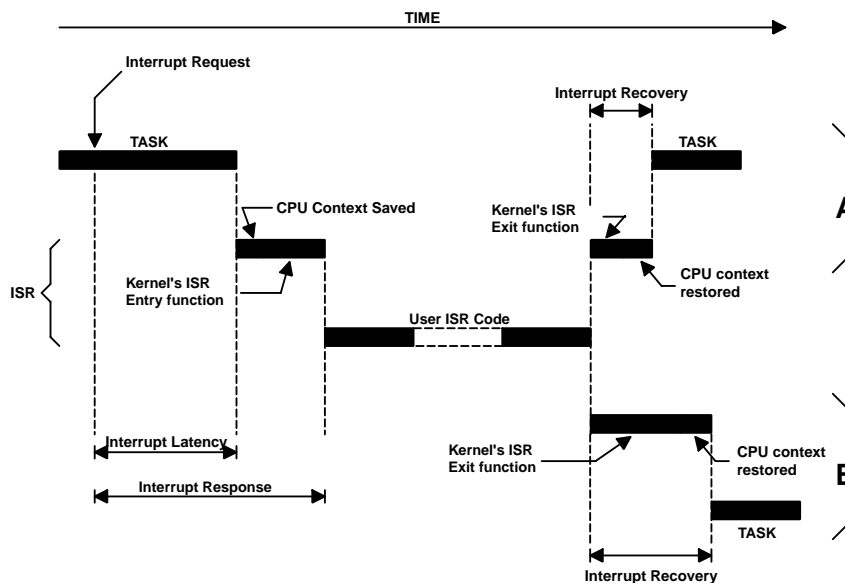 TIME
Interrupt Request
Interrupt Recovery
TASK
TASK
CPU Context Saved
Kernel's ISR
Exit function
A
ISR
Kernel's ISR
Entry function
CPU context
restored
User ISR Code
Interrupt Latency
Kernel's ISR
Exit function
CPU context
restored
Interrupt Response
TASK
Interrupt Recovery